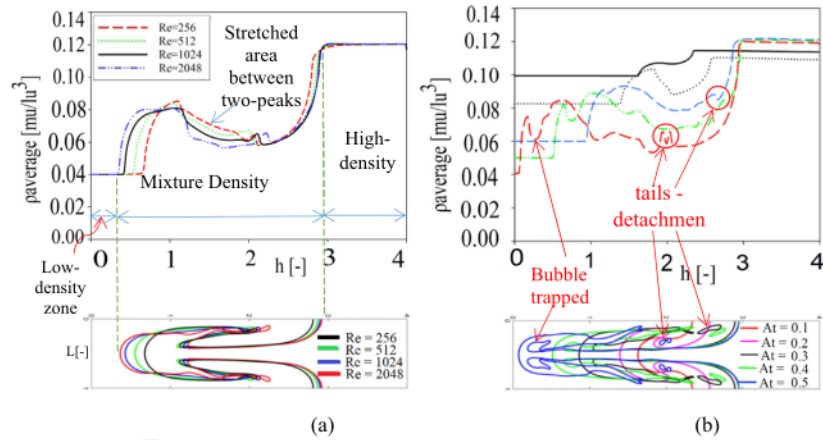 (a)
ρaverage [mu/lu³]
0.14
0.12
0.10
0.08
0.06
0.04
0.02
0.00
Re=256
Re=512
Re=1024
Re=2048
Stretched
area
between
two-peaks
Mixture Density
High-
density
0 1 2 3 4
h [-]
Low-
density
zone
L[-]
Re = 256
Re = 512
Re = 1024
Re = 2048
(a)
(b)
ρaverage [mu/lu³]
0.14
0.12
0.10
0.08
0.06
0.04
0.02
0.00
tails -
detachmen
0 1 2 3 4
h [-]
Bubble
trapped
At = 0.1
At = 0.2
At = 0.3
At = 0.4
At = 0.5
(b)